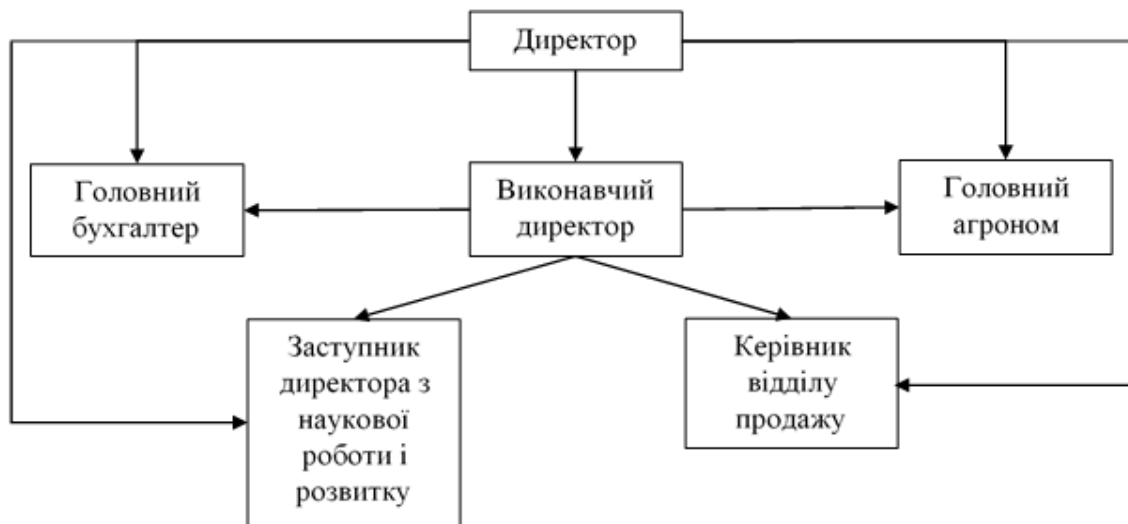 Директор
Головний
бухгалтер
Виконавчий
директор
Головний
агроном
Заступник
директора з
наукової
роботи і
розвитку
Керівник
відділу
продажу